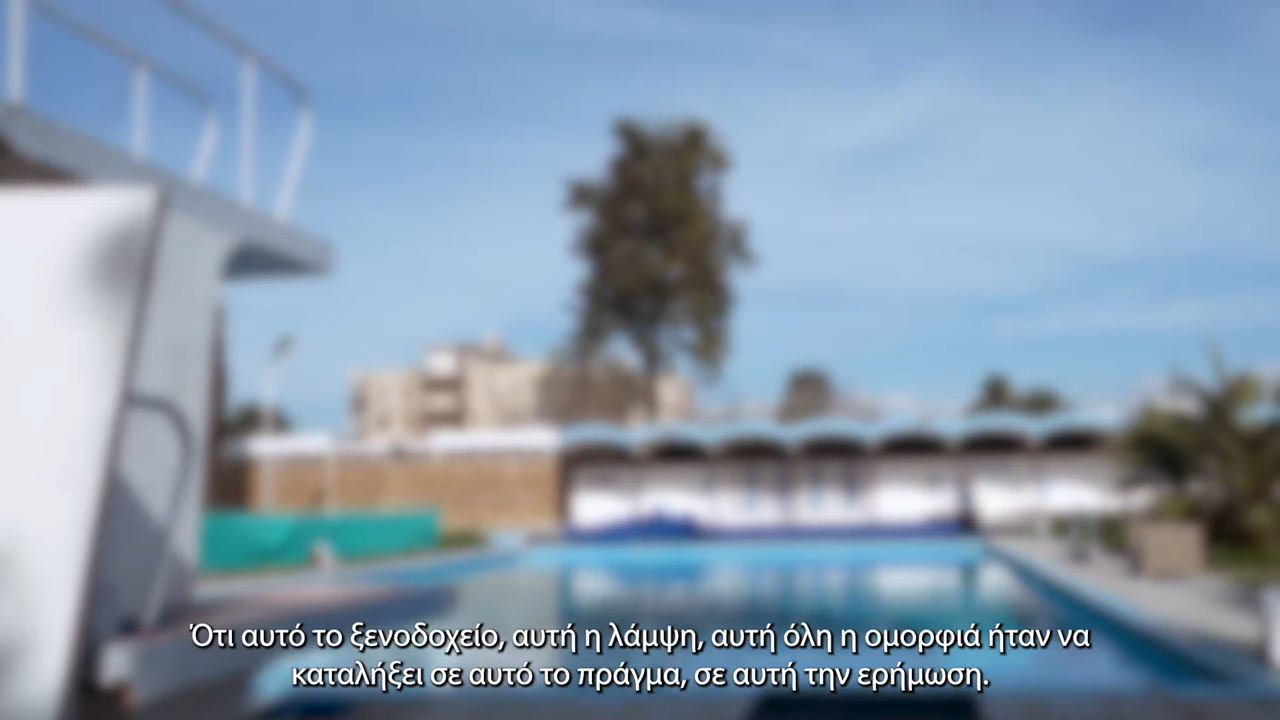 Ότι αυτό το ξενοδοχείο, αυτή η λάμψη, αυτή όλη η ομορφιά ήταν να
καταλήξει σε αυτό το πράγμα, σε αυτή την ερήμωση.